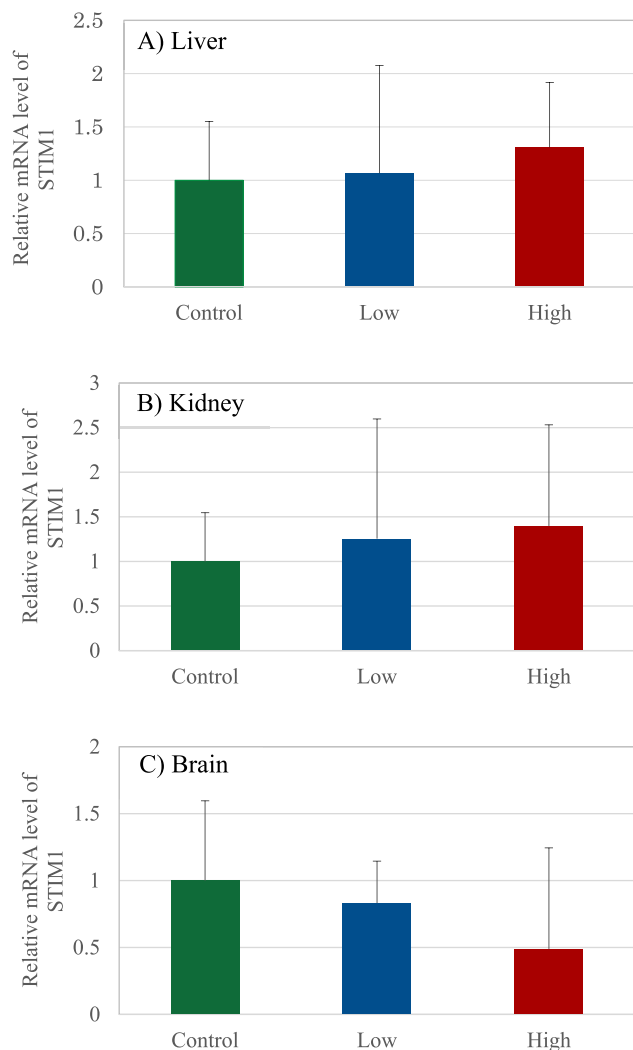 A) Liver
Relative mRNA level of
STIM1
2.5
2
1.5
1
0.5
0
Control Low High
B) Kidney
Relative mRNA level of
STIM1
3
2.5
2
1.5
1
0.5
0
Control Low High
C) Brain
Relative mRNA level of
STIM1
2
1.5
1
0.5
0
Control Low High